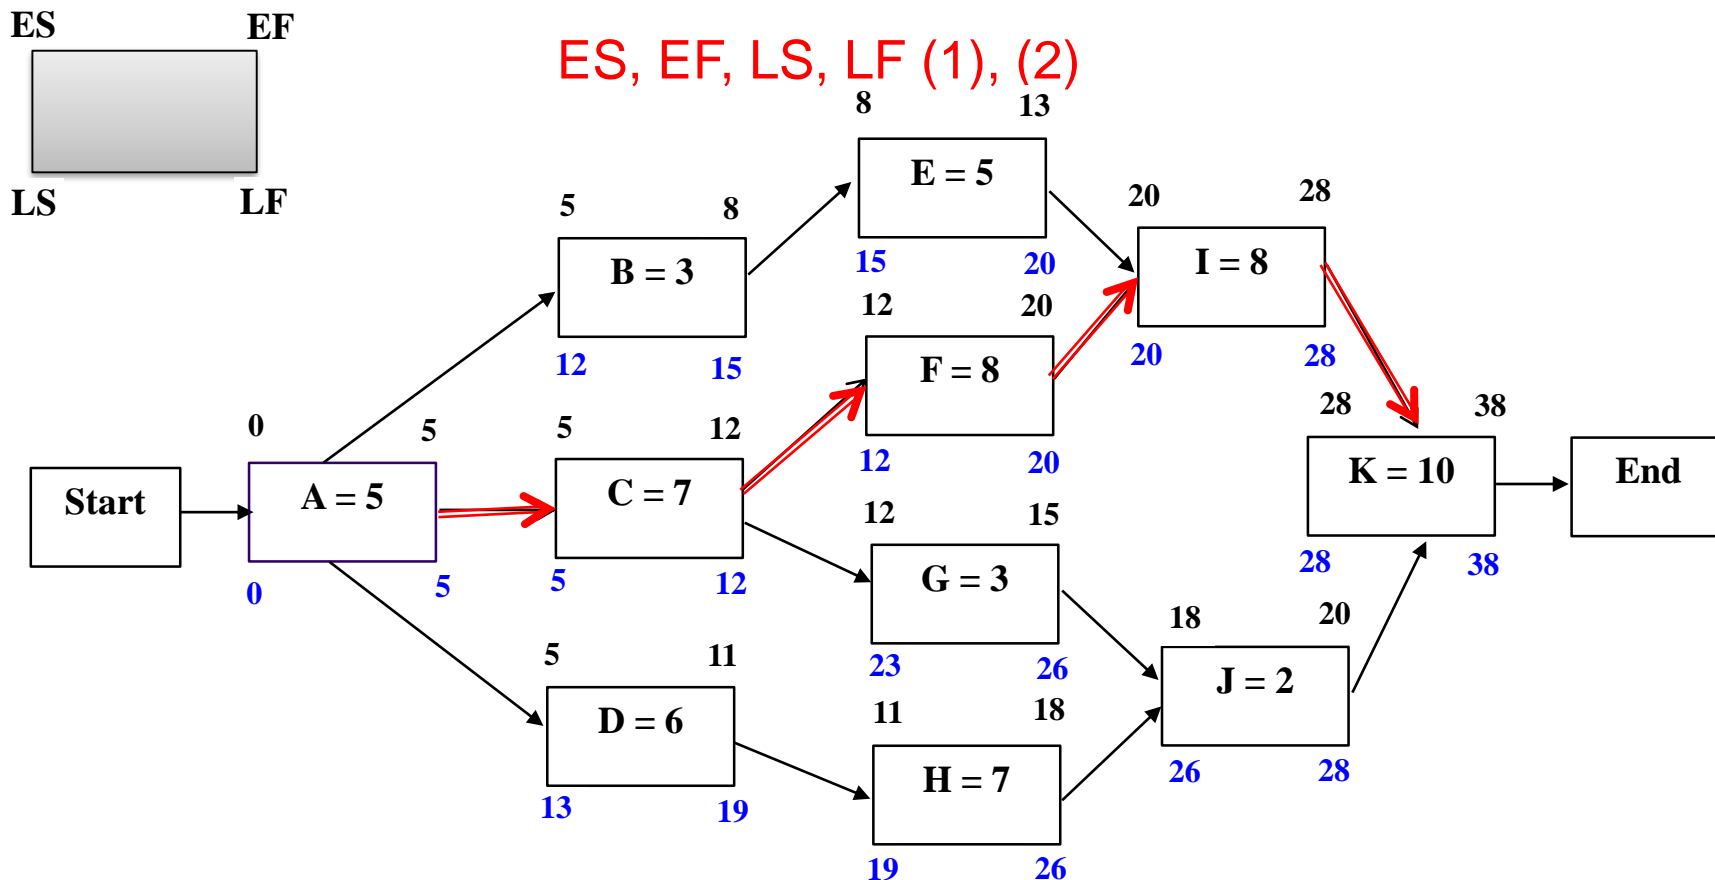 ES EF
ES, EF, LS, LF (1), (2)
LS LF
8 13
E = 5
15 20
5 8
B = 3
12 15
20 28
I = 8
20 28
12 20
F = 8
12 20
0 5
Start
A = 5
0 5
5 12
C = 7
5 12
28 38
K = 10
28 38
End
12 15
G = 3
23 26
5 11
D = 6
13 19
18 20
J = 2
26 28
11 18
H = 7
19 26